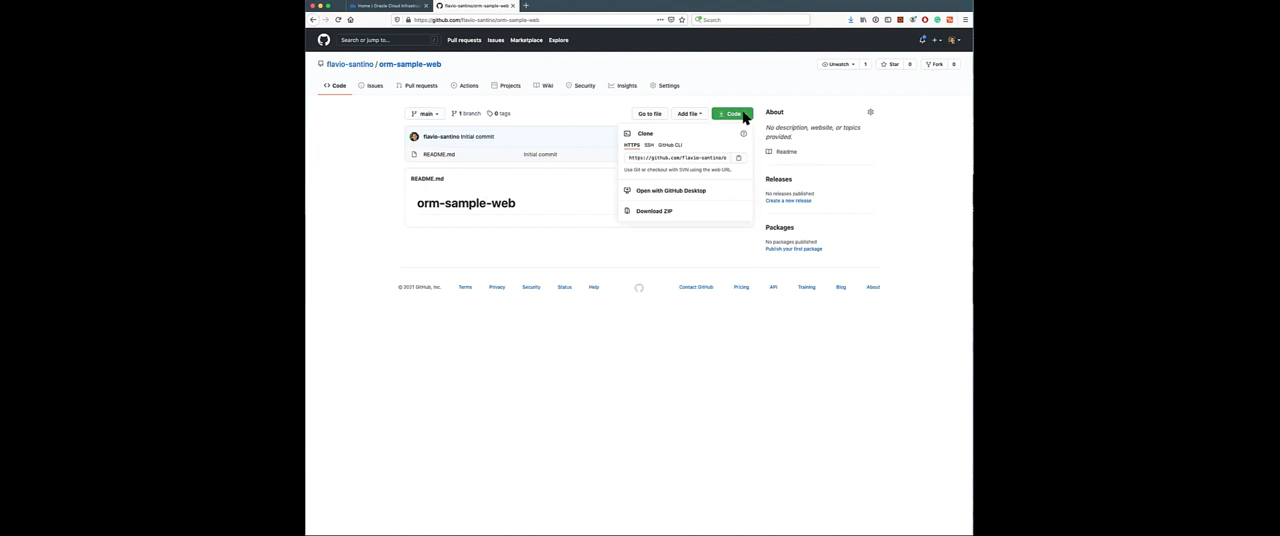 Home | Oracle Cloud Infrastruc
flavio-santino/orm-sample-web
https://github.com/flavio-santino/orm-sample-web
Search
Search or jump to...
Pull requests
Issues
Marketplace
Explore
flavio-santino / orm-sample-web
Unwatch 1
Star 0
Fork 0
Code
Issues
Pull requests
Actions
Projects
Wiki
Security
Insights
Settings
main
1 branch
0 tags
Go to file
Add file
Code
About
No description, website, or topics
provided.
Readme
flavio-santino Initial commit
README.md
Initial commit
Clone
HTTPS
SSH
GitHub CLI
https://github.com/flavio-santino/o
Use Git or checkout with SVN using the web URL.
Open with GitHub Desktop
Download ZIP
README.md
orm-sample-web
Releases
No releases published
Create a new release
Packages
No packages published
Publish your first package
© 2021 GitHub, Inc.
Terms
Privacy
Security
Status
Help
Contact GitHub
Pricing
API
Training
Blog
About